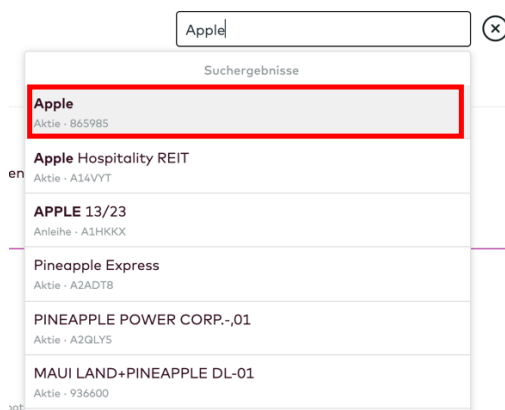 Apple
Suchergebnisse
Apple
Aktie - 865985
Apple Hospitality REIT
Aktie - A14VYT
en
APPLE 13/23
Anleihe - A1HKKX
Pineapple Express
Aktie - A2ADT8
PINEAPPLE POWER CORP.-,01
Aktie - A2QLY5
MAUI LAND+PINEAPPLE DL-01
Aktie - 936600